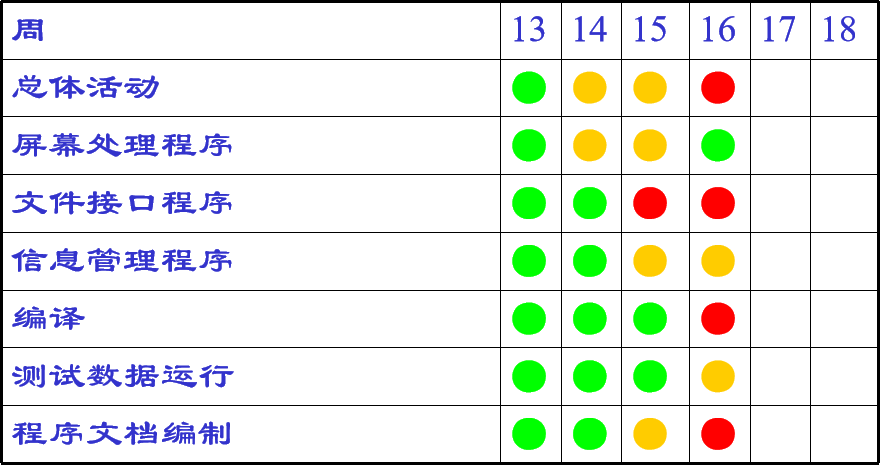 周 13 14 15 16 17 18
总体活动
屏幕处理程序
文件接口程序
信息管理程序
编译
测试数据运行
程序文档编制